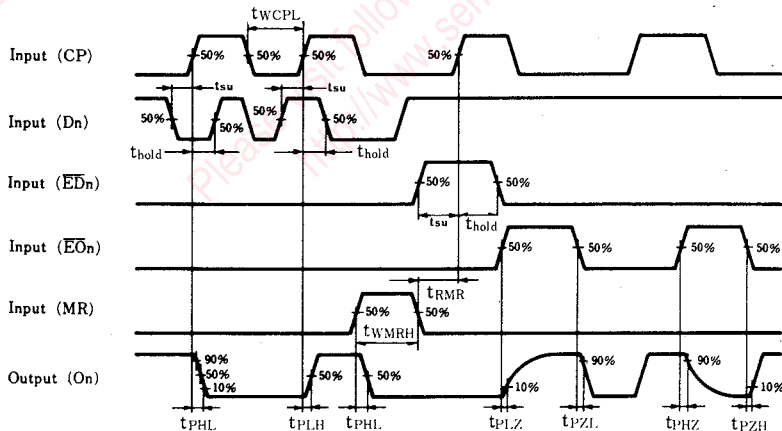 tWCPL
Input (CP)
50% 50% 50% 50%
tsu tsu
Input (Dn)
50% 50% 50% 50%
thold thold
Input (E̅D̅n)
50% 50%
tsu thold
Input (E̅O̅n)
50% 50% 50% 50%
tRMR
Input (MR)
50% 50%
tWMRH
Output (On)
90% 50% 10% 50% 50% 10% 90% 90% 10%
tPHL tPLH tPHL tPLZ tPZL tPHZ tPZH